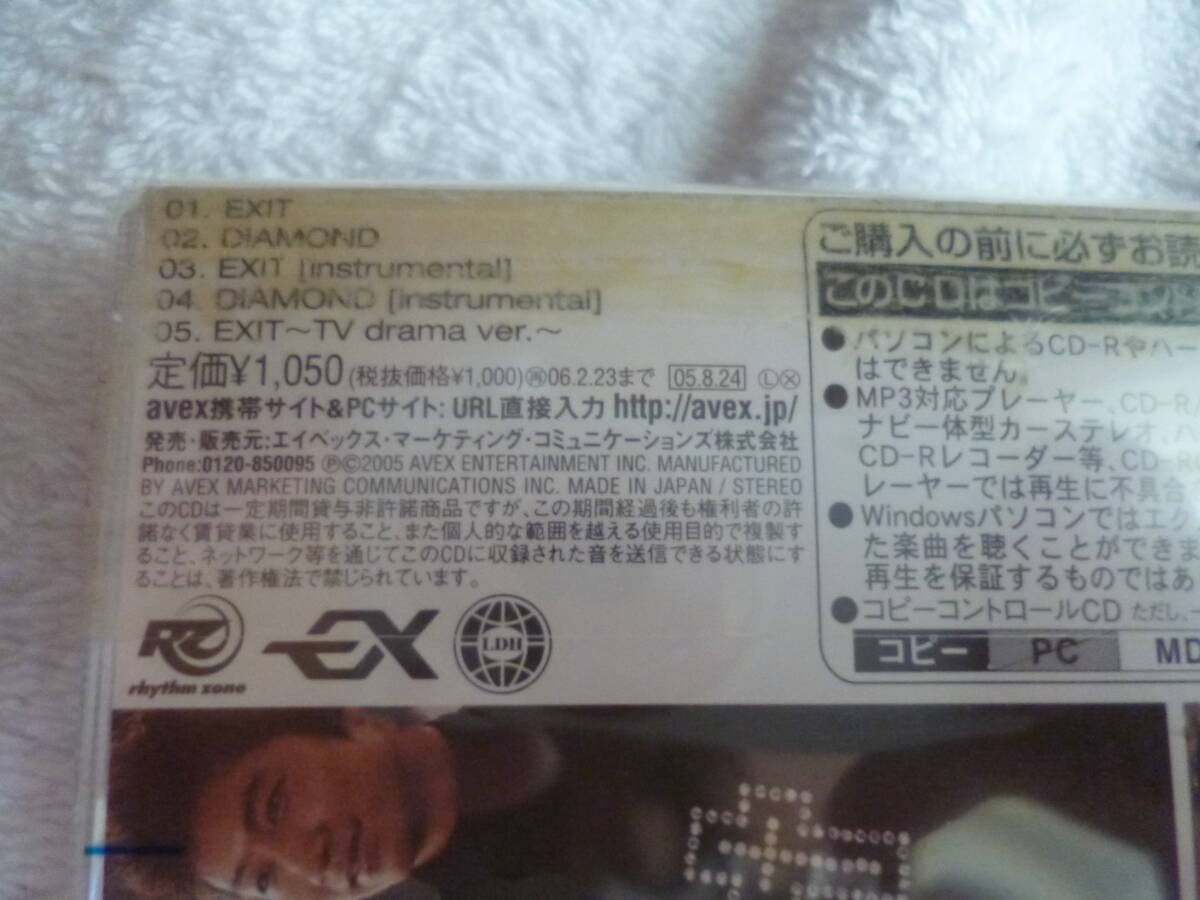 01. EXIT
02. DIAMOND
03. EXIT [instrumental]
04. DIAMOND [instrumental]
05. EXIT～TV drama ver.～
定価¥1,050 (税抜価格¥1,000)㋫06.2.23まで 05.8.24 Ⓛⓧ
avex携帯サイト&PCサイト: URL直接入力 http://avex.jp/
発売・販売元:エイベックス・マーケティング・コミュニケーションズ株式会社
Phone:0120-850095 ℗©2005 AVEX ENTERTAINMENT INC. MANUFACTURED
BY AVEX MARKETING COMMUNICATIONS INC. MADE IN JAPAN / STEREO
このCDは一定期間貸与非許諾商品ですが、この期間経過後も権利者の許
諾なく賃貸業に使用すること、また個人的な範囲を越える使用目的で複製す
ること、ネットワーク等を通じてこのCDに収録された音を送信できる状態にす
ることは、著作権法で禁じられています。
rhythm zone
EX
LDH
ご購入の前に必ずお読
このCDはコピーコン
●パソコンによるCD-Rやハー
はできません。
●MP3対応プレーヤー、CD-R
ナビ一体型カーステレオ、ハ
CD-Rレコーダー等、CD-R
レーヤーでは再生に不具合
●Windowsパソコンではエク
た楽曲を聴くことができま
再生を保証するものではあ
●コピーコントロールCD ただし、
コピー PC MD